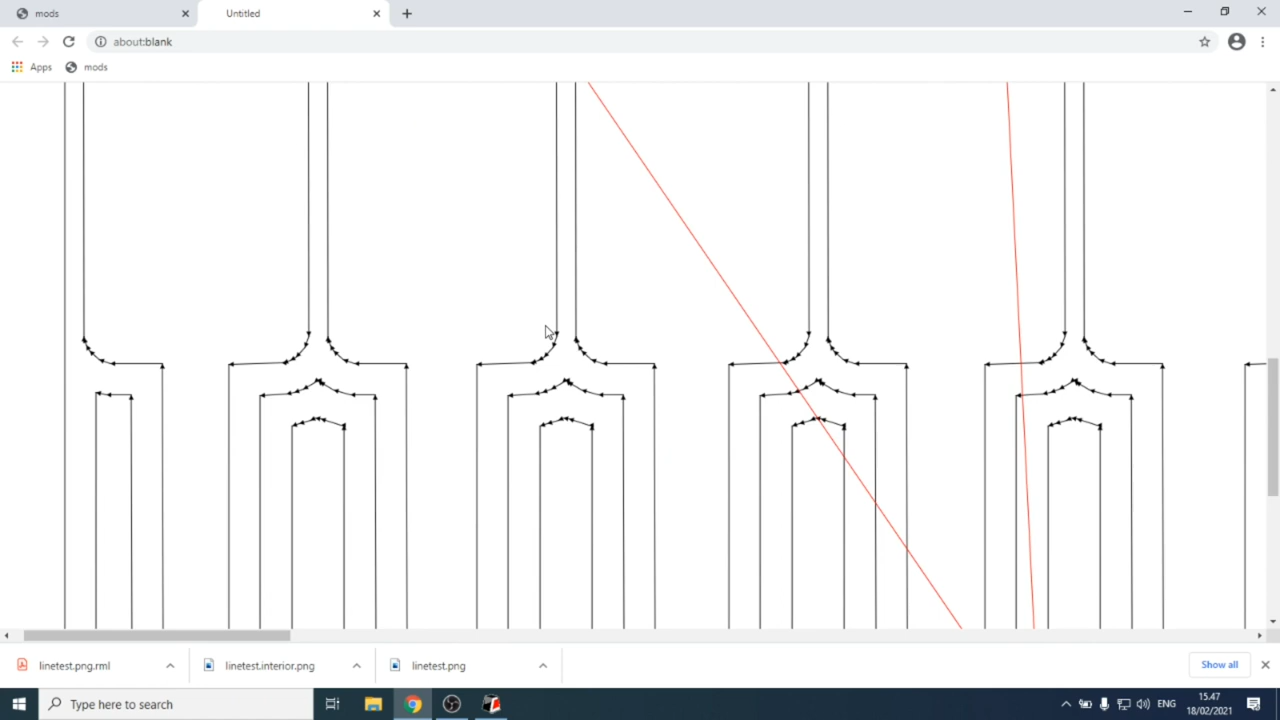 mods
Untitled
about:blank
Apps
mods
linetest.png.rml
linetest.interior.png
linetest.png
Show all
Type here to search
ENG
15.47
18/02/2021